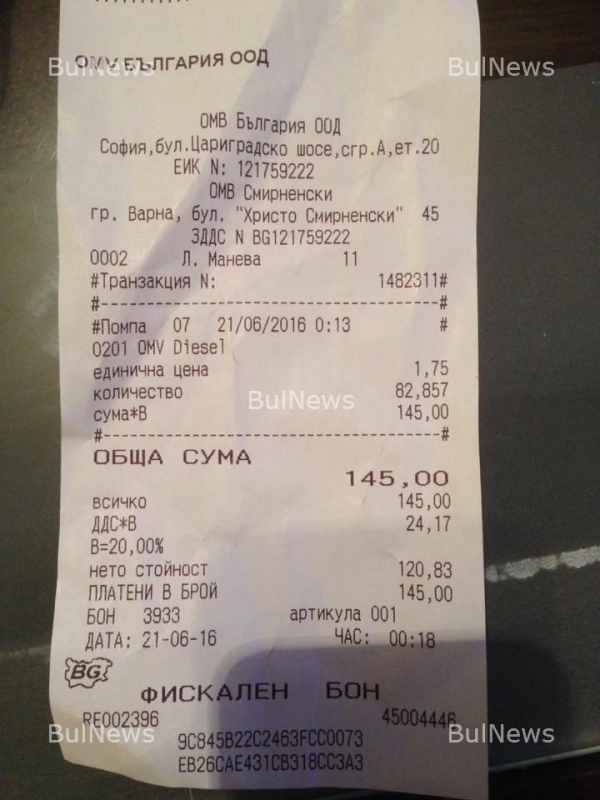 ОМV БЪЛГАРИЯ ООД
BulNews BulNews
ОМВ България ООД
София,бул.Цариградско шосе,сгр.А,ет.20
ЕИК N: 121759222
ОМВ Смирненски
гр. Варна, бул. "Христо Смирненски" 45
ЗДДС N BG121759222
0002 Л. Манева 11
#Транзакция N: 1482311#
#--------------------------------------#
#Помпа 07 21/06/2016 0:13 #
0201 OMV Diesel
единична цена 1,75
количество 82,857
BulNews
сума*В 145,00
#--------------------------------------#
ОБЩА СУМА
145,00
всичко 145,00
ДДС*В 24,17
В=20,00%
нето стойност 120,83
ПЛАТЕНИ В БРОЙ 145,00
БОН 3933 артикула 001
ДАТА: 21-06-16 ЧАС: 00:18
BG
ФИСКАЛЕН БОН
RE002396 45004446
BulNews BulNews
9C845B22C2463FCC0073
EB26CAE431CB318CC3A3